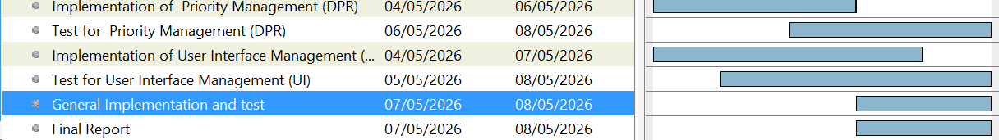 Implementation of  Priority Management (DPR) 04/05/2026 06/05/2026
Test for  Priority Management (DPR) 06/05/2026 08/05/2026
Implementation of User Interface Management (... 04/05/2026 07/05/2026
Test for User Interface Management (UI) 05/05/2026 08/05/2026
General Implementation and test 07/05/2026 08/05/2026
Final Report 07/05/2026 08/05/2026